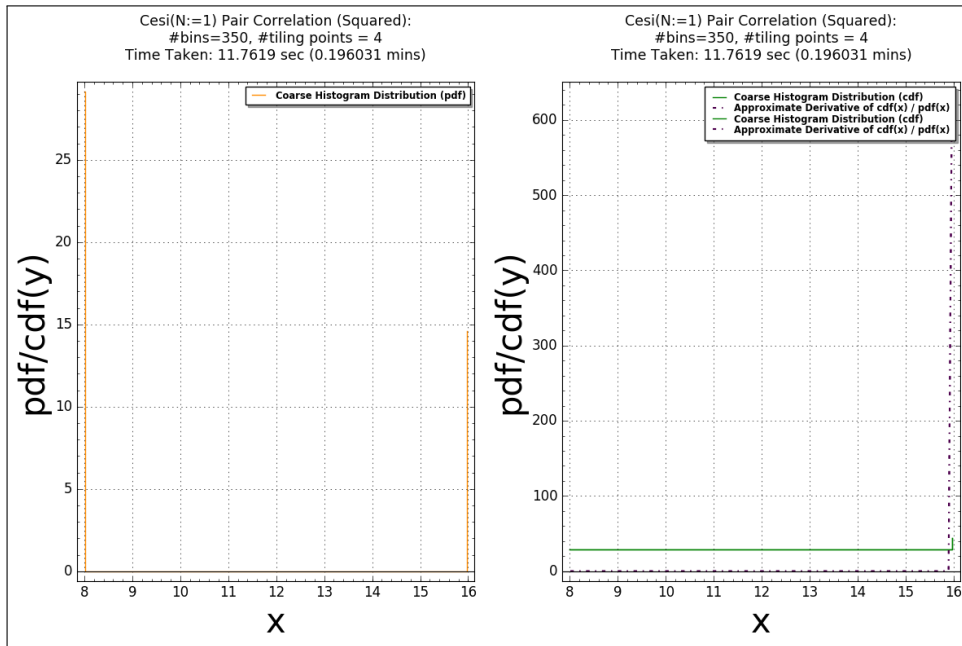 Cesi(N:=1) Pair Correlation (Squared):
#bins=350, #tiling points = 4
Time Taken: 11.7619 sec (0.196031 mins)
Coarse Histogram Distribution (pdf)
pdf/cdf(y)
25
20
15
10
5
0
8 9 10 11 12 13 14 15 16
x
Cesi(N:=1) Pair Correlation (Squared):
#bins=350, #tiling points = 4
Time Taken: 11.7619 sec (0.196031 mins)
Coarse Histogram Distribution (cdf)
Approximate Derivative of cdf(x) / pdf(x)
Coarse Histogram Distribution (cdf)
Approximate Derivative of cdf(x) / pdf(x)
pdf/cdf(y)
600
500
400
300
200
100
0
8 9 10 11 12 13 14 15 16
x